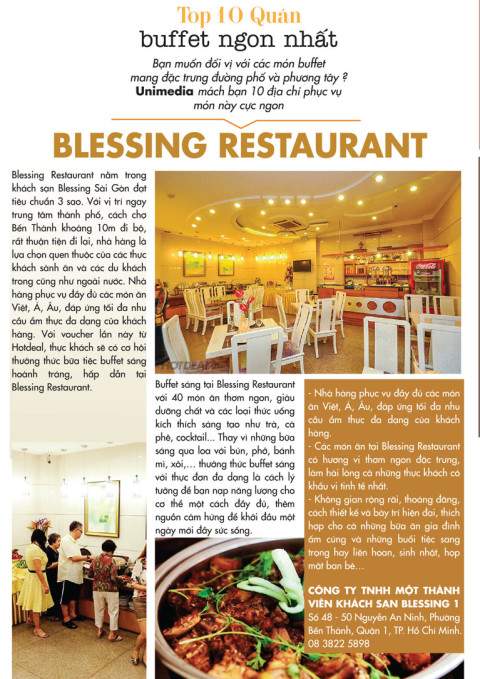 Top 10 Quán
buffet ngon nhất
Bạn muốn đổi vị với các món buffet
mang đặc trưng đường phố và phương tây ?
Unimedia mách bạn 10 địa chỉ phục vụ
món này cực ngon
BLESSING RESTAURANT
Blessing Restaurant nằm trong
khách sạn Blessing Sài Gòn đạt
tiêu chuẩn 3 sao. Với vị trí ngay
trung tâm thành phố, cách chợ
Bến Thành khoảng 10m đi bộ,
rất thuận tiện đi lại, nhà hàng là
lựa chọn quen thuộc của các thực
khách sành ăn và các du khách
trong cũng như ngoài nước. Nhà
hàng phục vụ đầy đủ các món ăn
Việt, Á, Âu, đáp ứng tối đa nhu
cầu ẩm thực đa dạng của khách
hàng. Với voucher lần này từ
Hotdeal, thực khách sẽ có cơ hội
thưởng thức bữa tiệc buffet sáng
hoành tráng, hấp dẫn tại
Blessing Restaurant.
Coca-Cola
HOTDEAL
Buffet sáng tại Blessing Restaurant
với 40 món ăn thơm ngon, giàu
dưỡng chất và các loại thức uống
kích thích sáng tạo như trà, cà
phê, cocktail... Thay vì những bữa
sáng qua loa với bún, phở, bánh
mì, xôi,... thưởng thức buffet sáng
với thực đơn đa dạng là cách lý
tưởng để bạn nạp năng lượng cho
cơ thể một cách đầy đủ, thêm
nguồn cảm hứng để khởi đầu một
ngày mới đầy sức sống.
- Nhà hàng phục vụ đầy đủ các món
ăn Việt, Á, Âu, đáp ứng tối đa nhu
cầu ẩm thực đa dạng của khách
hàng.
- Các món ăn tại Blessing Restaurant
có hương vị thơm ngon đặc trưng,
làm hài lòng cả những thực khách có
khẩu vị tinh tế nhất.
- Không gian rộng rãi, thoáng đãng,
cách thiết kế và bày trí hiện đại, thích
hợp cho cả những bữa ăn gia đình
ấm cúng và những buổi tiệc sang
trọng hay liên hoan, sinh nhật, họp
mặt bạn bè...
CÔNG TY TNHH MỘT THÀNH
VIÊN KHÁCH SẠN BLESSING 1
Số 48 - 50 Nguyễn An Ninh, Phường
Bến Thành, Quận 1, TP. Hồ Chí Minh.
08 3822 5898